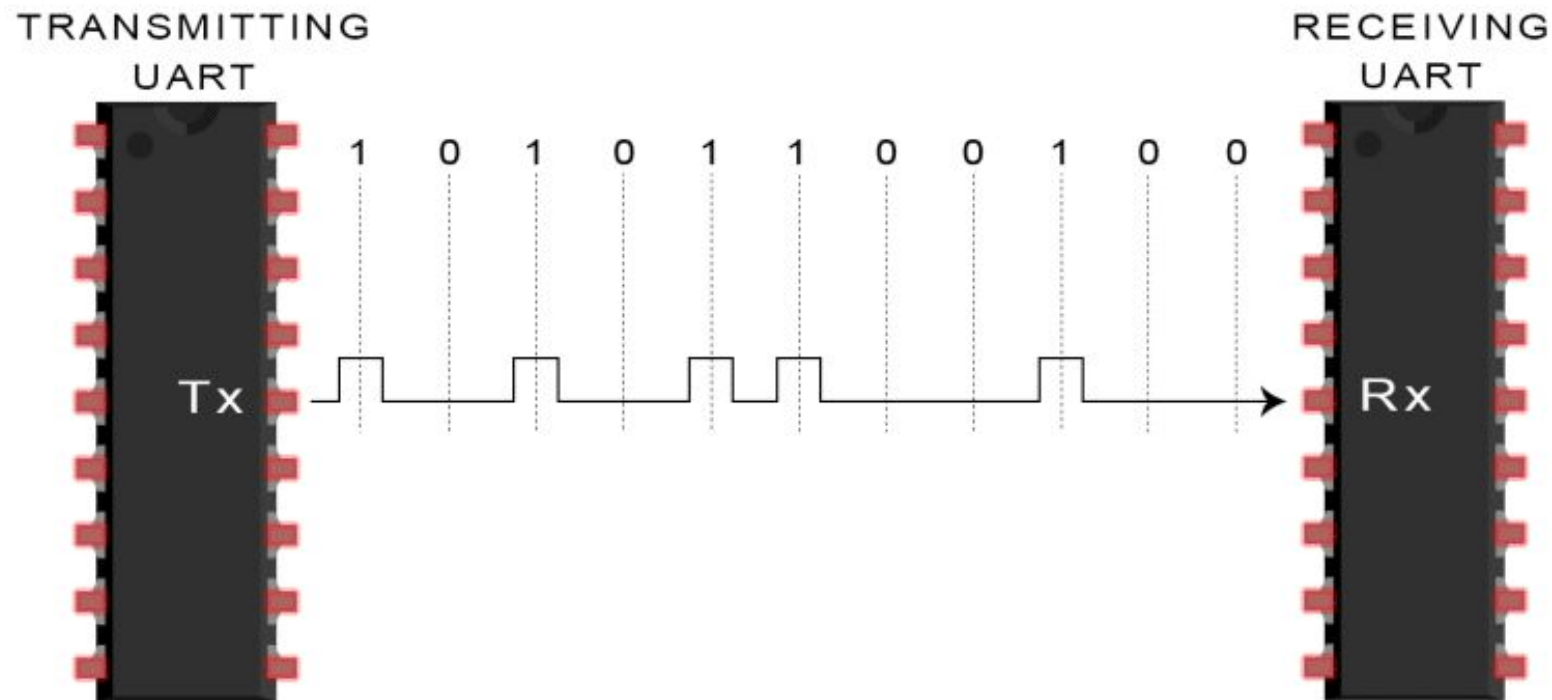 TRANSMITTING
UART
RECEIVING
UART
1 0 1 0 1 1 0 0 1 0 0
Tx
Rx